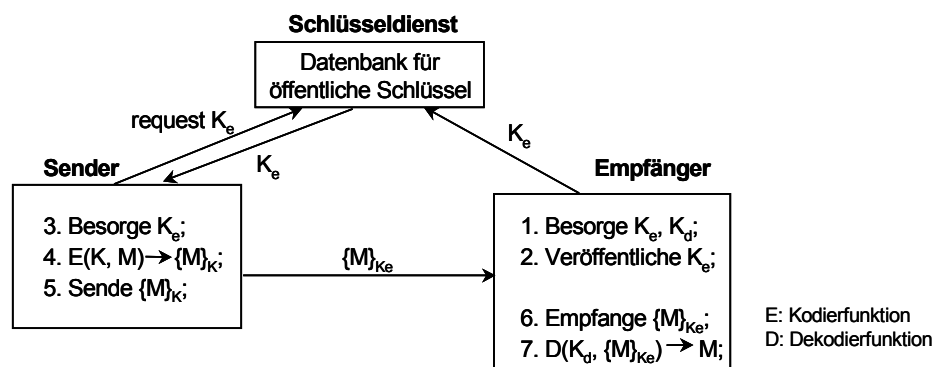 Schlüsseldienst
Datenbank für
öffentliche Schlüssel
request Kₑ
Kₑ
Kₑ
Sender
3. Besorge Kₑ;
4. E(K, M)→{M}K;
5. Sende {M}K;
{M}Ke
Empfänger
1. Besorge Kₑ, Kd;
2. Veröffentliche Kₑ;
6. Empfange {M}Ke;
7. D(Kd, {M}Ke) → M;
E: Kodierfunktion
D: Dekodierfunktion